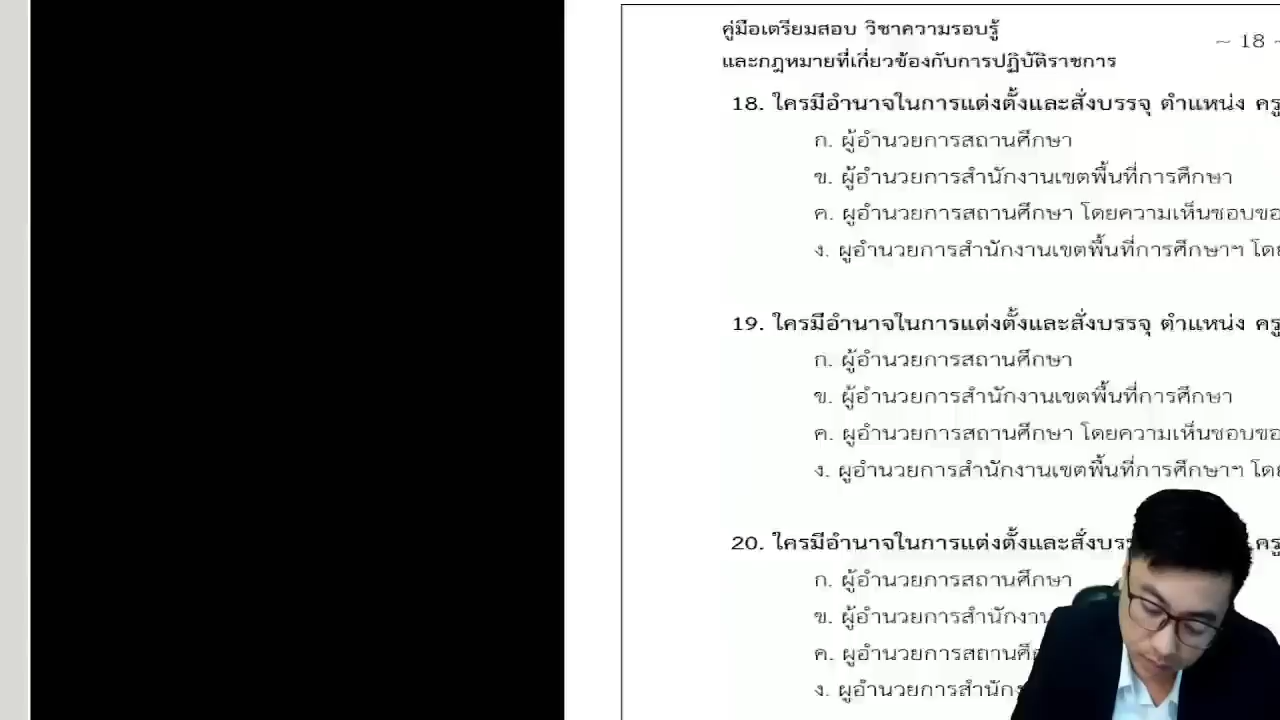 คู่มือเตรียมสอบ วิชาความรอบรู้
~ 18 ~
และกฎหมายที่เกี่ยวข้องกับการปฏิบัติราชการ
18. ใครมีอำนาจในการแต่งตั้งและสั่งบรรจุ ตำแหน่ง ครู
ก. ผู้อำนวยการสถานศึกษา
ข. ผู้อำนวยการสำนักงานเขตพื้นที่การศึกษา
ค. ผูอำนวยการสถานศึกษา โดยความเห็นชอบขอ
ง. ผูอำนวยการสำนักงานเขตพื้นที่การศึกษาฯ โดย
19. ใครมีอำนาจในการแต่งตั้งและสั่งบรรจุ ตำแหน่ง ครู
ก. ผู้อำนวยการสถานศึกษา
ข. ผู้อำนวยการสำนักงานเขตพื้นที่การศึกษา
ค. ผูอำนวยการสถานศึกษา โดยความเห็นชอบขอ
ง. ผูอำนวยการสำนักงานเขตพื้นที่การศึกษาฯ โดย
20. ใครมีอำนาจในการแต่งตั้งและสั่งบร ครู
ก. ผู้อำนวยการสถานศึกษา
ข. ผู้อำนวยการสำนักงาน
ค. ผูอำนวยการสถานศึ
ง. ผูอำนวยการสำนัก